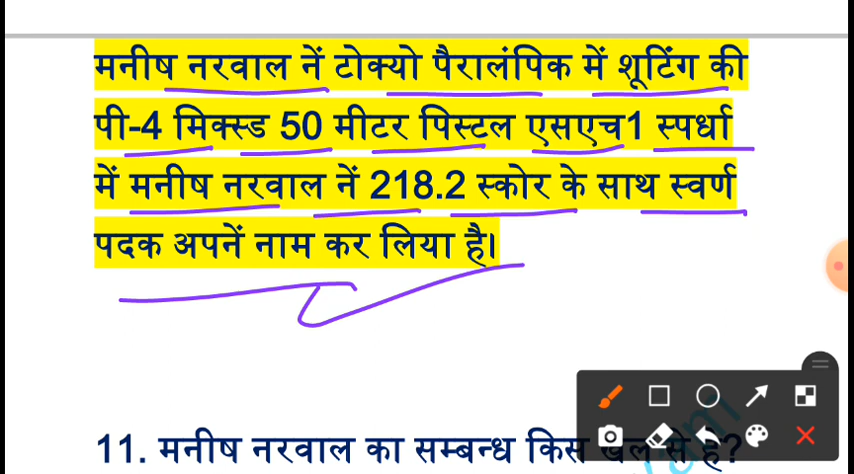 मनीष नरवाल नें टोक्यो पैरालंपिक में शूटिंग की
पी-4 मिक्स्ड 50 मीटर पिस्टल एसएच1 स्पर्धा
में मनीष नरवाल नें 218.2 स्कोर के साथ स्वर्ण
पदक अपनें नाम कर लिया है।
11. मनीष नरवाल का सम्बन्ध किस खेल से है?